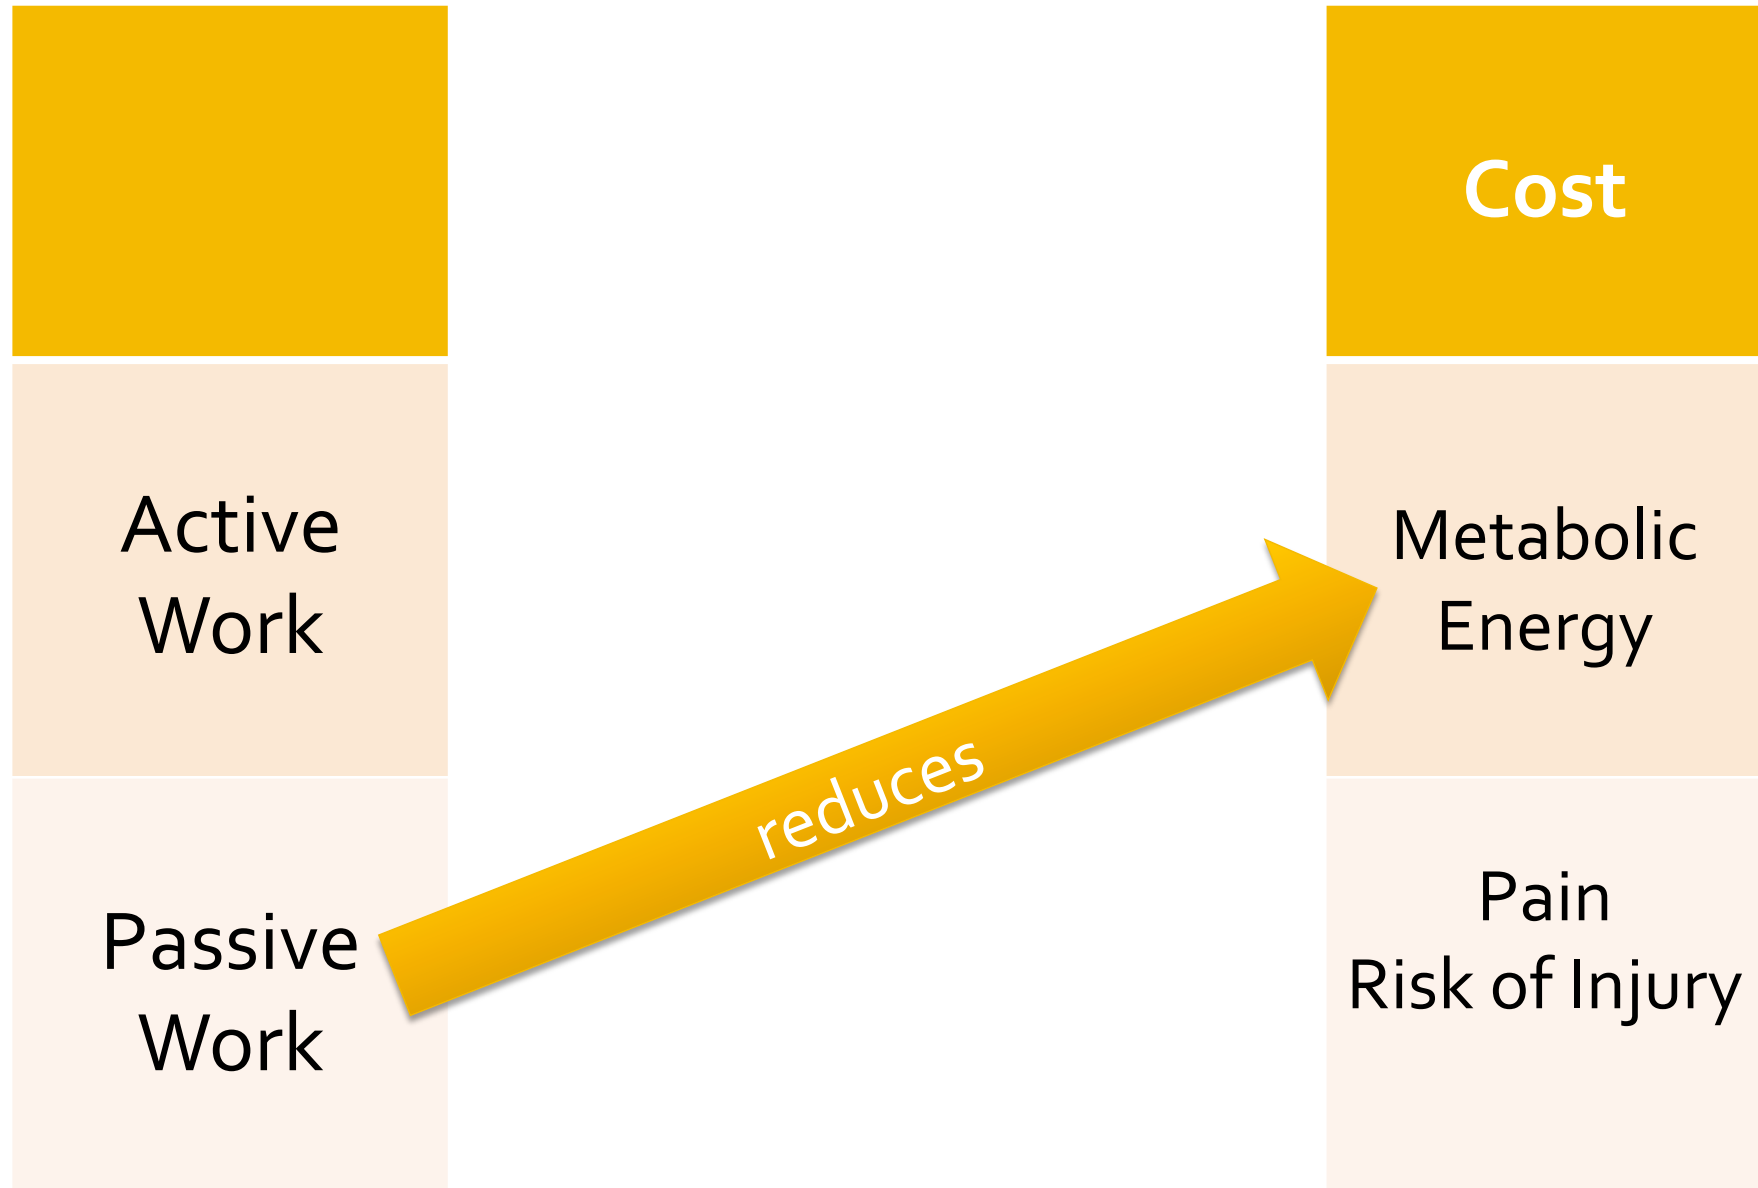 Cost
Active
Work
Metabolic
Energy
reduces
Passive
Work
Pain
Risk of Injury